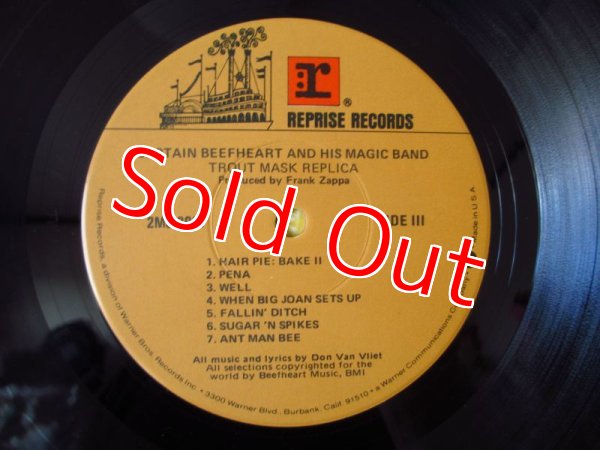 r
®
REPRISE RECORDS
TAIN BEEFHEART AND HIS MAGIC BAND
TROUT MASK REPLICA
Produced by Frank Zappa
Sold Out
III
1. HAIR PIE: BAKE II
2. PENA
3. WELL
4. WHEN BIG JOAN SETS UP
5. FALLIN' DITCH
6. SUGAR 'N SPIKES
7. ANT MAN BEE
All music and lyrics by Don Van Vliet
All selections copyrighted for the
world by Beefheart Music, BMI
Reprise Records, a division of Warner Bros. Records Inc. • 3300 Warner Blvd., Burbank, Calif. 91510 • a Warner Communications Made in U.S.A.